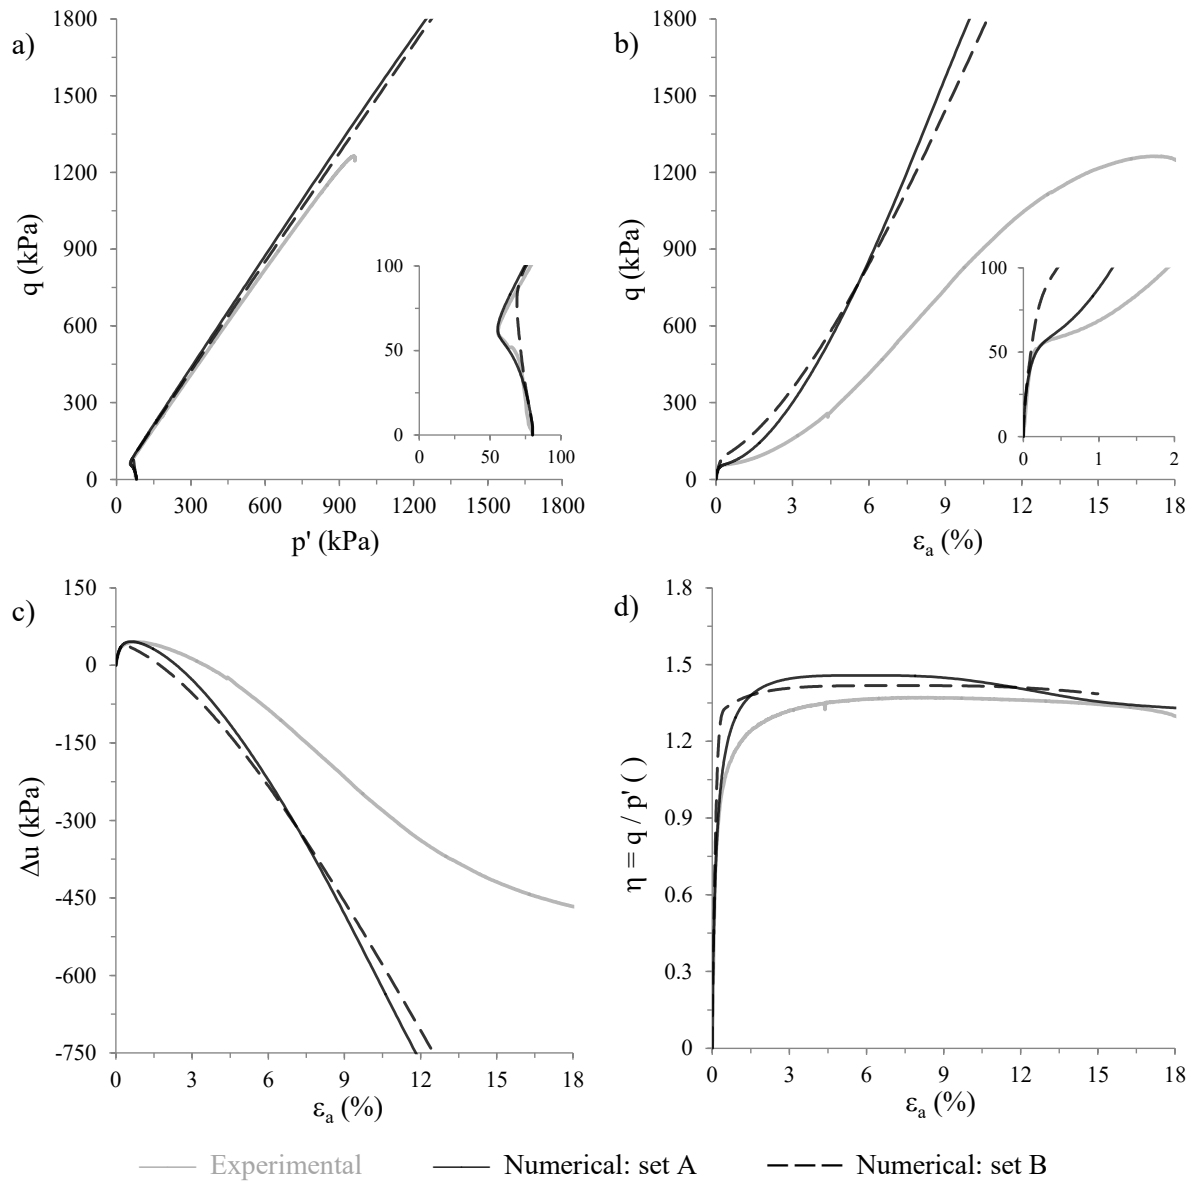 a)
1800
1500
1200
900
600
300
0
q (kPa)
100
50
0
0 50 100
0 300 600 900 1200 1500 1800
p' (kPa)
b)
1800
1500
1200
900
600
300
0
q (kPa)
100
50
0
0 1 2
0 3 6 9 12 15 18
εa (%)
c)
150
0
-150
-300
-450
-600
-750
Δu (kPa)
0 3 6 9 12 15 18
εa (%)
d)
1.8
1.5
1.2
0.9
0.6
0.3
0
η = q / p' ( )
0 3 6 9 12 15 18
εa (%)
Experimental Numerical: set A Numerical: set B